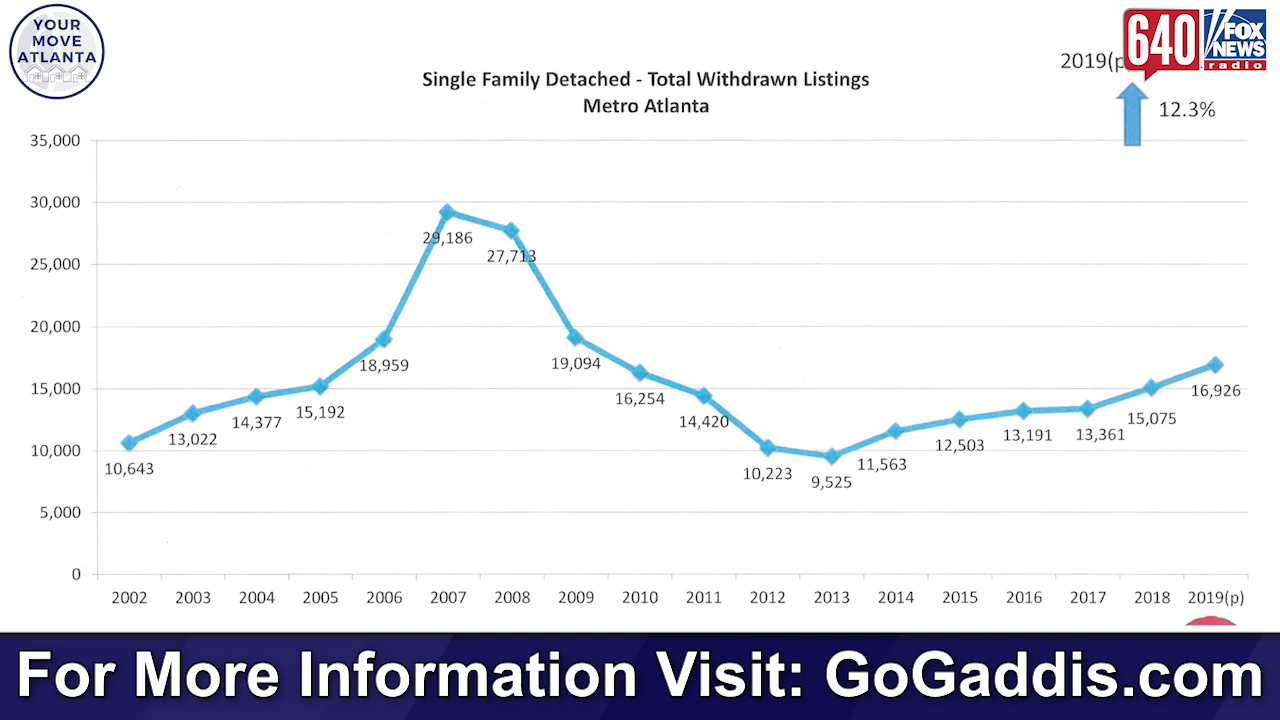 YOUR
MOVE
ATLANTA
640
FOX
NEWS
radio
2019(p
Single Family Detached - Total Withdrawn Listings
Metro Atlanta
12.3%
35,000
30,000
25,000
20,000
15,000
10,000
5,000
0
10,643
13,022
14,377
15,192
18,959
29,186
27,713
19,094
16,254
14,420
10,223
9,525
11,563
12,503
13,191
13,361
15,075
16,926
2002 2003 2004 2005 2006 2007 2008 2009 2010 2011 2012 2013 2014 2015 2016 2017 2018 2019(p)
For More Information Visit: GoGaddis.com